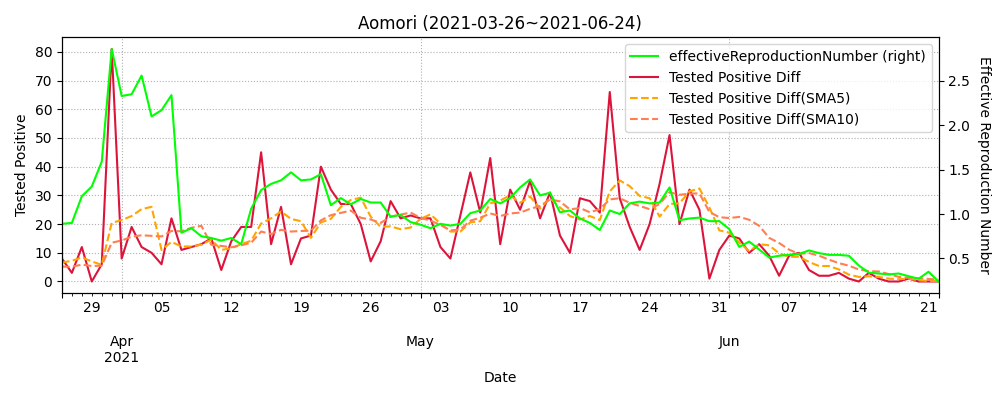 Aomori (2021-03-26~2021-06-24)
effectiveReproductionNumber (right)
Tested Positive Diff
Tested Positive Diff(SMA5)
Tested Positive Diff(SMA10)
Tested Positive
80
70
60
50
40
30
20
10
0
2.5
2.0
1.5
1.0
0.5
Effective Reproduction Number
29 05 12 19 26 03 10 17 24 31 07 14 21
Apr May Jun
2021
Date